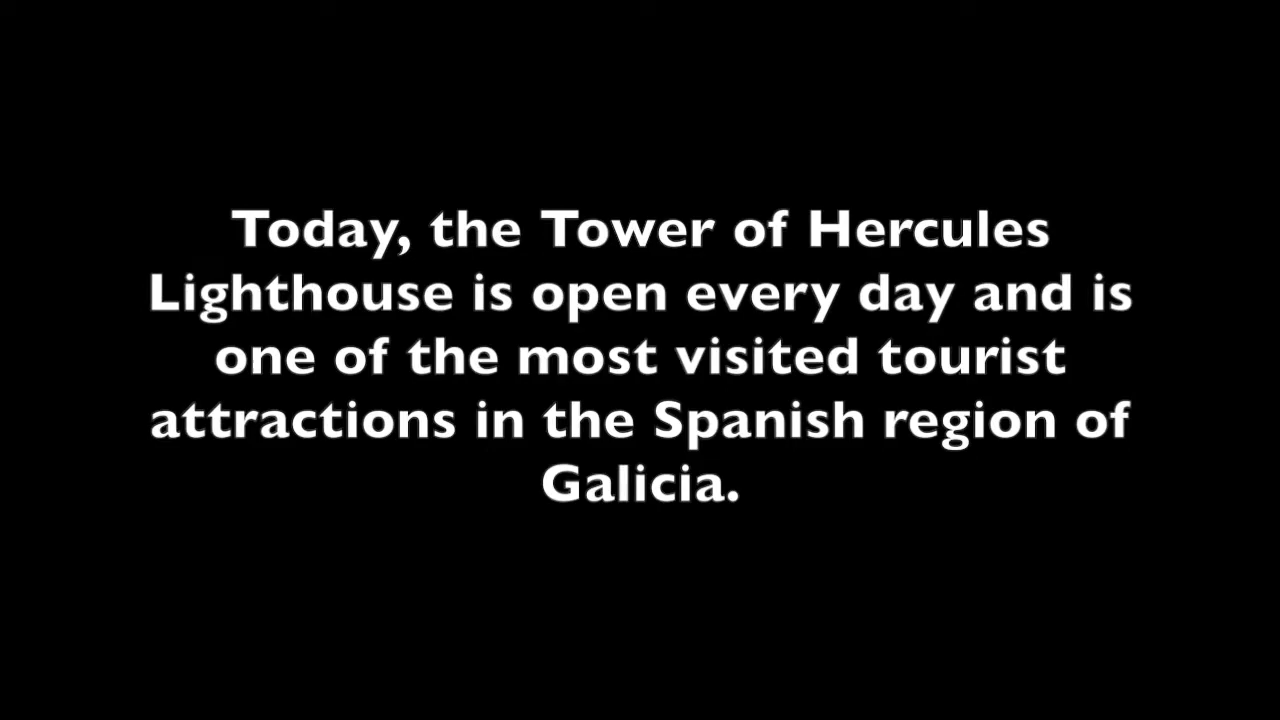 Today, the Tower of Hercules
Lighthouse is open every day and is
one of the most visited tourist
attractions in the Spanish region of
Galicia.